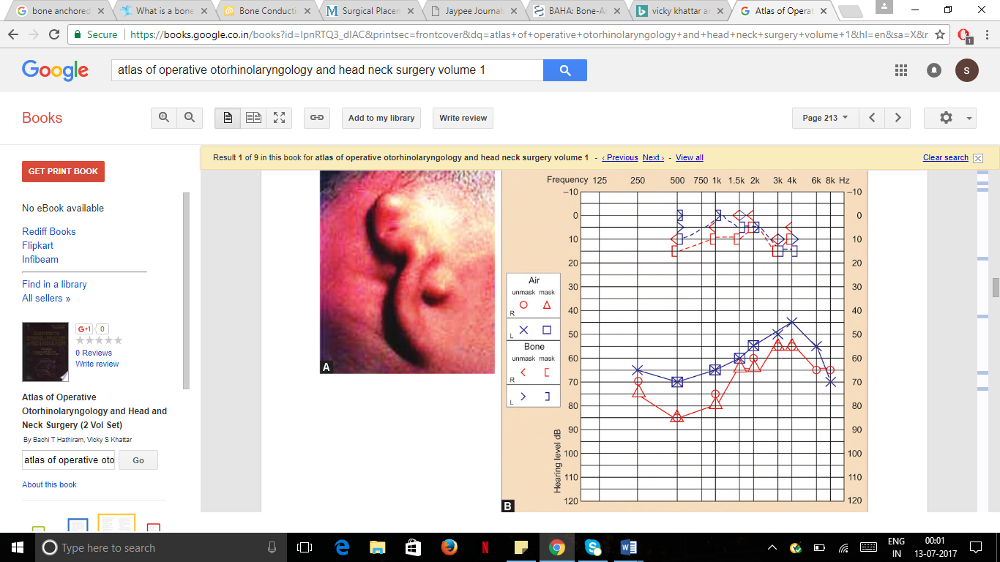 bone anchored
What is a bone
Bone Conducti
Surgical Placen
Jaypee Journal
BAHA: Bone-A
vicky khattar a
Atlas of Operat
Secure
https://books.google.co.in/books?id=IpnRTQ3_dIAC&printsec=frontcover&dq=atlas+of+operative+otorhinolaryngology+and+head+neck+surgery+volume+1&hl=en&sa=X&r
1
Google
atlas of operative otorhinolaryngology and head neck surgery volume 1
S
Books
Add to my library
Write review
Page 213
Result 1 of 9 in this book for atlas of operative otorhinolaryngology and head neck surgery volume 1 - ‹ Previous Next › - View all
Clear search
GET PRINT BOOK
No eBook available
Rediff Books
Flipkart
Infibeam
Find in a library
All sellers »
G+1 0
0 Reviews
Write review
Atlas of Operative
Otorhinolaryngology and Head and
Neck Surgery (2 Vol Set)
By Bachi T Hathiram, Vicky S Khattar
atlas of operative oto
Go
About this book
A
Frequency 125 250 500 750 1k 1.5k 2k 3k 4k 6k 8k Hz
–10 –10
0 0
10 10
20 20
30 30
40 40
50 50
60 60
70 70
80 80
90 90
100 100
110 110
120 120
Air
unmask mask
R
L
Bone
unmask mask
R
L
Hearing level dB
B
Type here to search
ENG
IN
00:01
13-07-2017